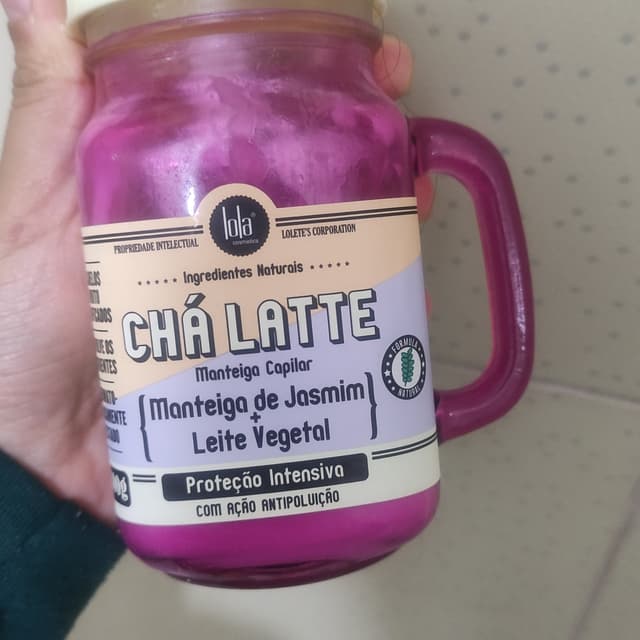 lola
cosmetics
PROPRIEDADE INTELECTUAL
LOLETE'S CORPORATION
Ingredientes Naturais
CHÁ LATTE
Manteiga Capilar
Manteiga de Jasmim
+
Leite Vegetal
FORMULA NATURAL
Proteção Intensiva
COM AÇÃO ANTIPOLUIÇÃO